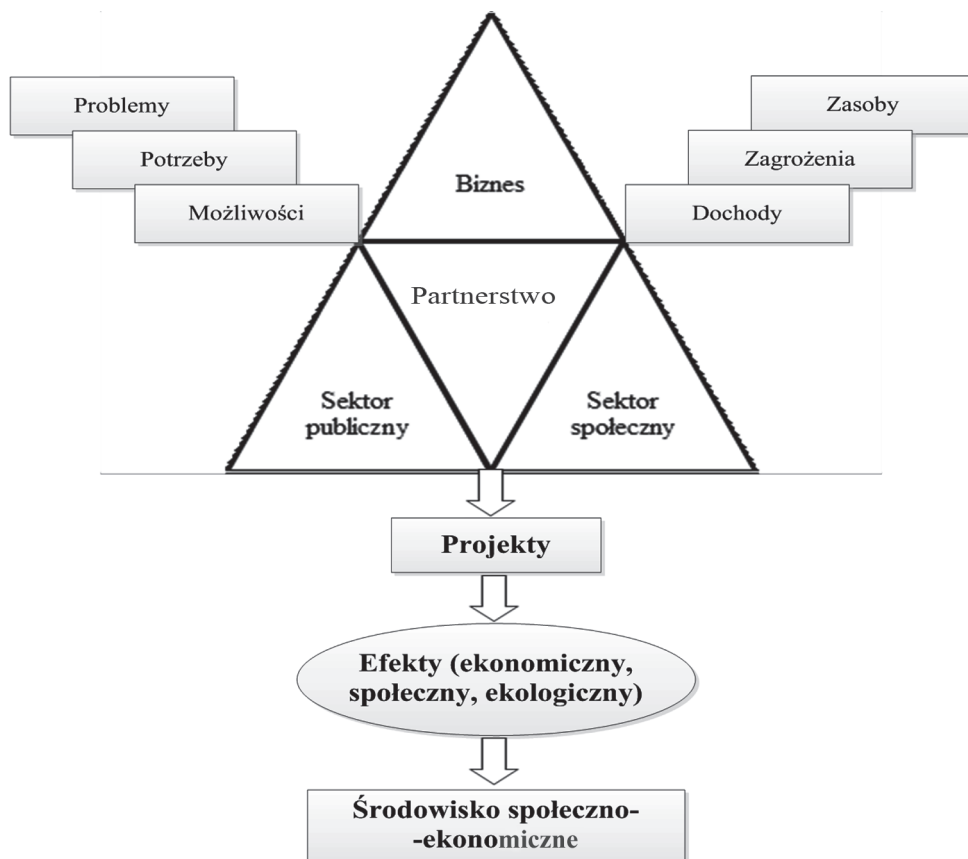 Problemy
Potrzeby
Możliwości
Zasoby
Zagrożenia
Dochody
Biznes
Partnerstwo
Sektor
publiczny
Sektor
społeczny
Projekty
Efekty (ekonomiczny,
społeczny, ekologiczny)
Środowisko społeczno-
-ekonomiczne